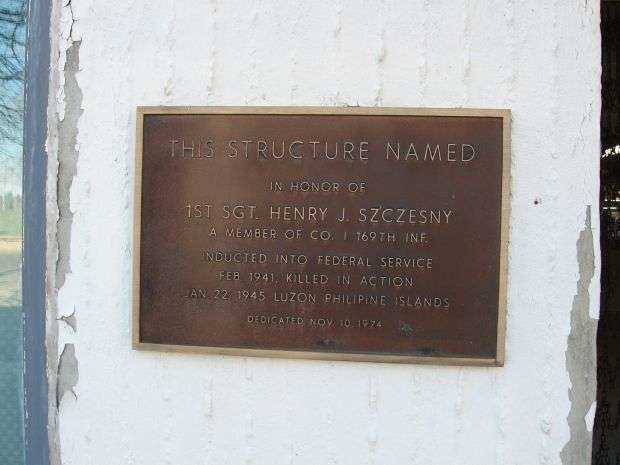 THIS STRUCTURE NAMED
IN HONOR OF
1ST SGT. HENRY J. SZCZESNY
A MEMBER OF CO. I 169TH INF.
INDUCTED INTO FEDERAL SERVICE
FEB. 1941, KILLED IN ACTION
JAN. 22, 1945 LUZON PHILIPINE ISLANDS
DEDICATED NOV. 10, 1974